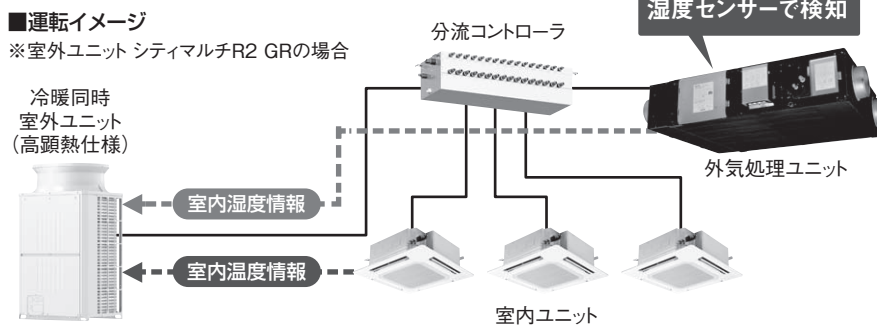 ■運転イメージ
※室外ユニット シティマルチR2 GRの場合
湿度センサーで検知
分流コントローラ
冷暖同時
室外ユニット
（高顕熱仕様）
外気処理ユニット
室内湿度情報
室内温度情報
室内ユニット